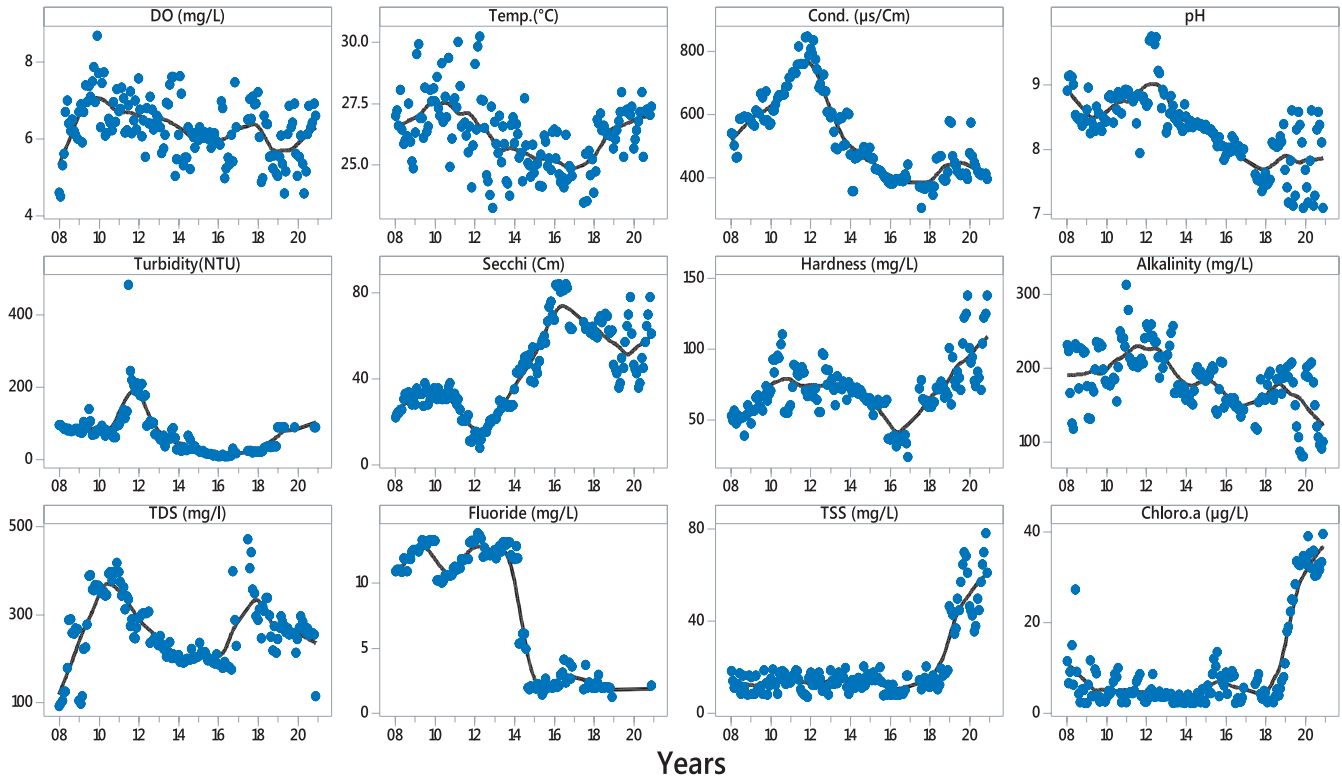 DO (mg/L) Temp.(°C) Cond. (µs/Cm) pH
8 30.0 800 9
6 27.5 600 8
4 25.0 400 7
08 10 12 14 16 18 20 08 10 12 14 16 18 20 08 10 12 14 16 18 20 08 10 12 14 16 18 20
Turbidity(NTU) Secchi (Cm) Hardness (mg/L) Alkalinity (mg/L)
400 80 150 300
200 40 100 200
0 0 50 100
08 10 12 14 16 18 20 08 10 12 14 16 18 20 08 10 12 14 16 18 20 08 10 12 14 16 18 20
TDS (mg/l) Fluoride (mg/L) TSS (mg/L) Chloro.a (µg/L)
500 10 80 40
300 5 40 20
100 0 0 0
08 10 12 14 16 18 20 08 10 12 14 16 18 20 08 10 12 14 16 18 20 08 10 12 14 16 18 20
Years